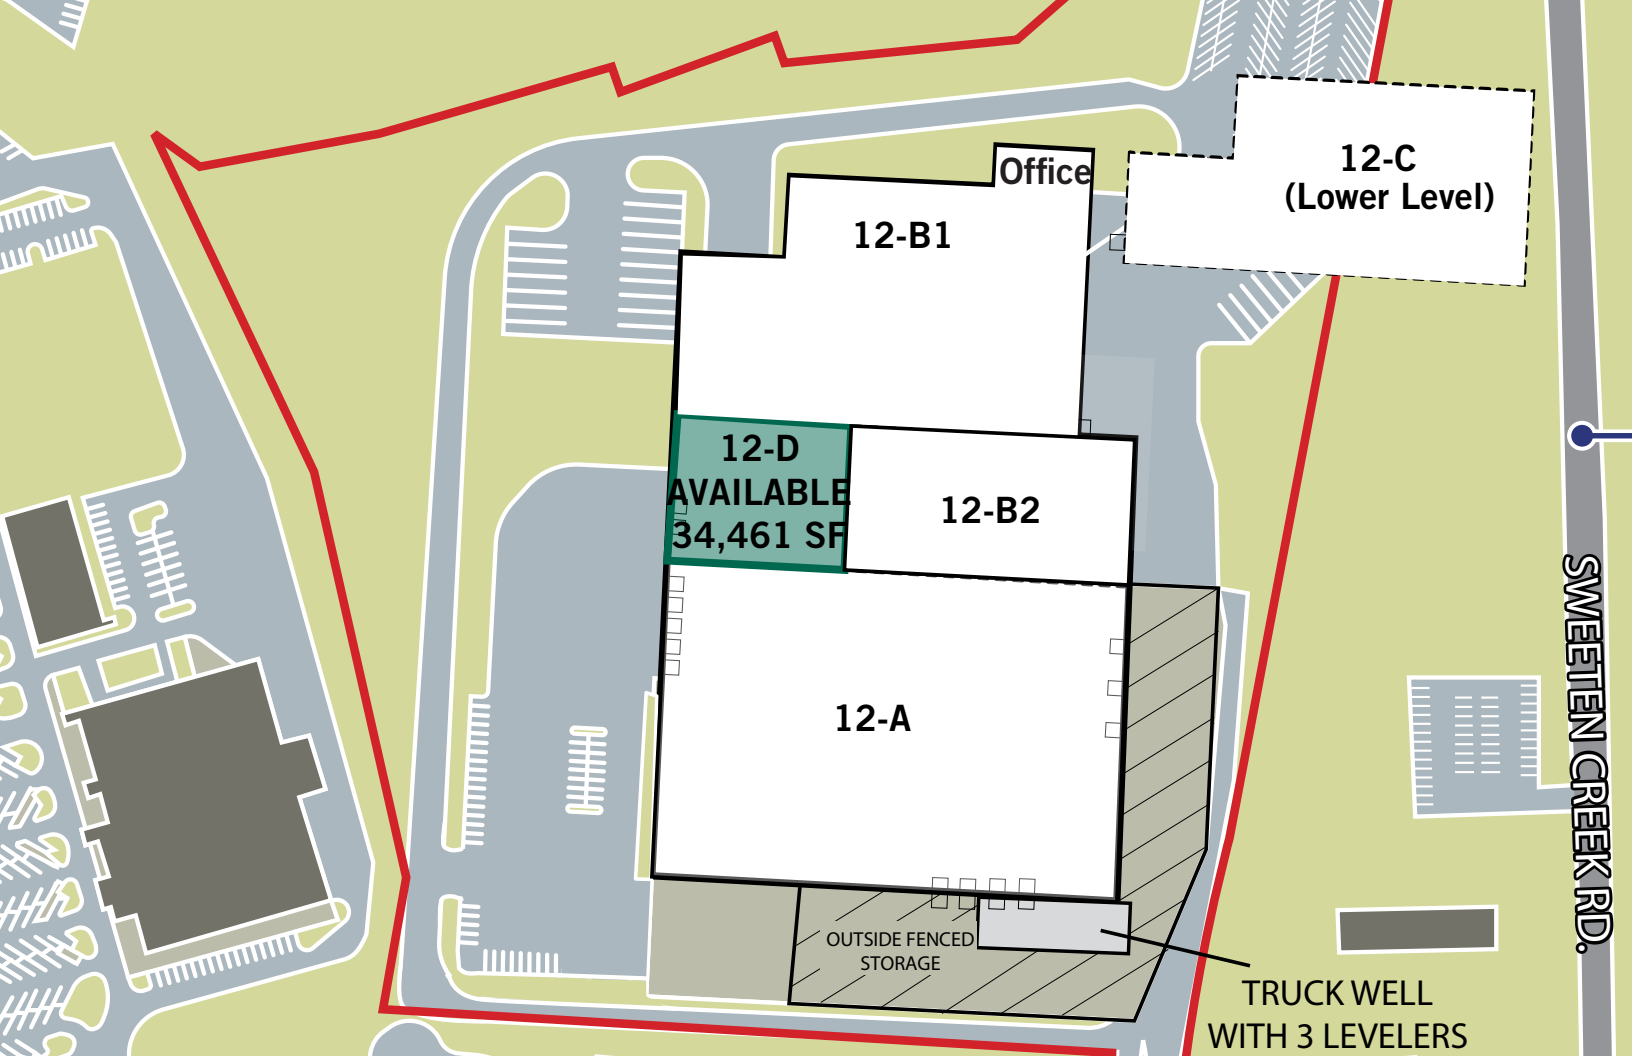 Office
12-C
(Lower Level)
12-B1
12-D
AVAILABLE
34,461 SF
12-B2
12-A
SWEETEN CREEK RD.
OUTSIDE FENCED
STORAGE
TRUCK WELL
WITH 3 LEVELERS